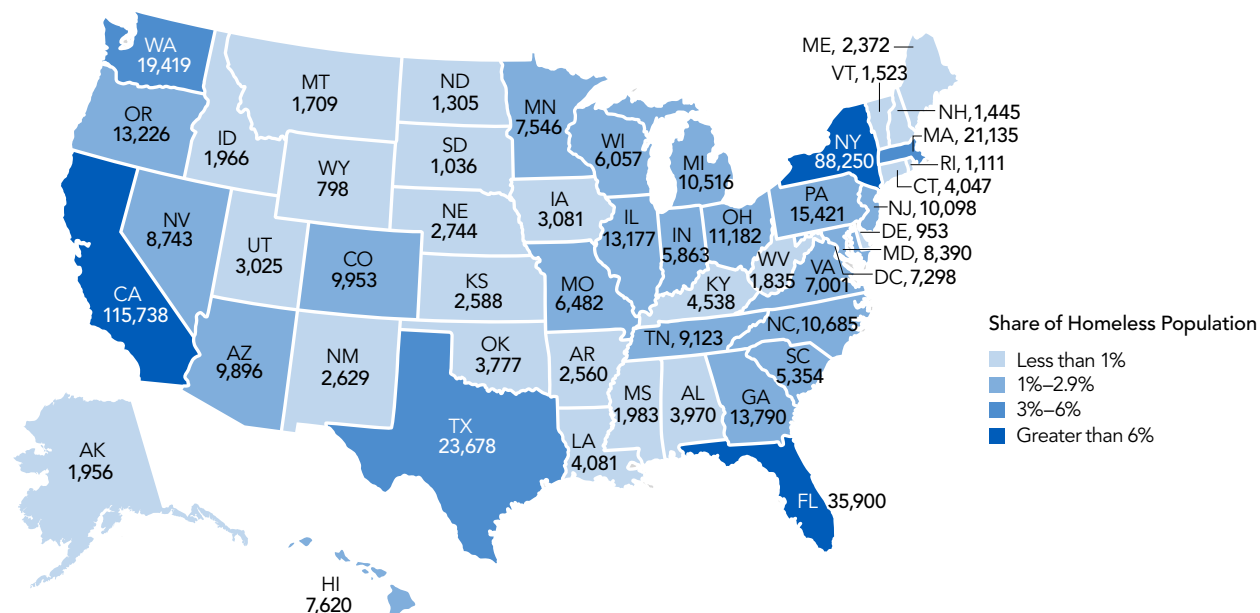 WA
19,419
MT
1,709
ND
1,305
MN
7,546
ME, 2,372
VT, 1,523
NH, 1,445
MA, 21,135
RI, 1,111
CT, 4,047
NJ, 10,098
DE, 953
MD, 8,390
DC, 7,298
OR
13,226
ID
1,966
WY
798
SD
1,036
WI
6,057
MI
10,516
NY
88,250
NV
8,743
UT
3,025
CO
9,953
NE
2,744
IA
3,081
IL
13,177
IN
5,863
OH
11,182
PA
15,421
CA
115,738
KS
2,588
MO
6,482
KY
4,538
WV
1,835
VA
7,001
AZ
9,896
NM
2,629
OK
3,777
AR
2,560
TN, 9,123
NC, 10,685
SC
5,354
TX
23,678
LA
4,081
MS
1,983
AL
3,970
GA
13,790
FL 35,900
AK
1,956
HI
7,620
Share of Homeless Population
Less than 1%
1%–2.9%
3%–6%
Greater than 6%